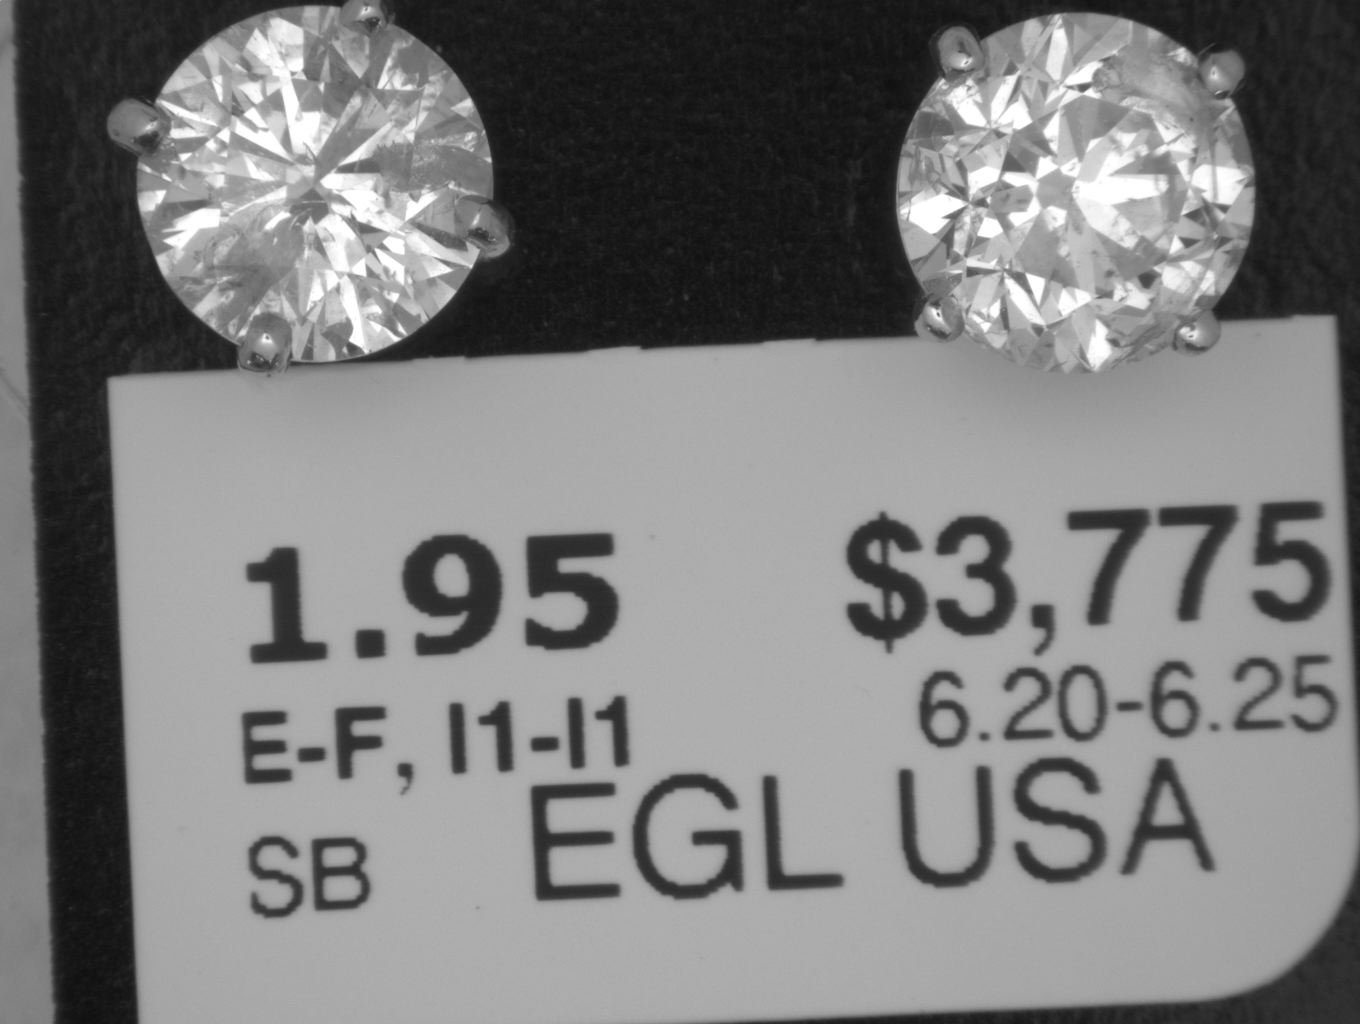 1.95 $3,775
E-F, I1-I1 6.20-6.25
SB EGL USA